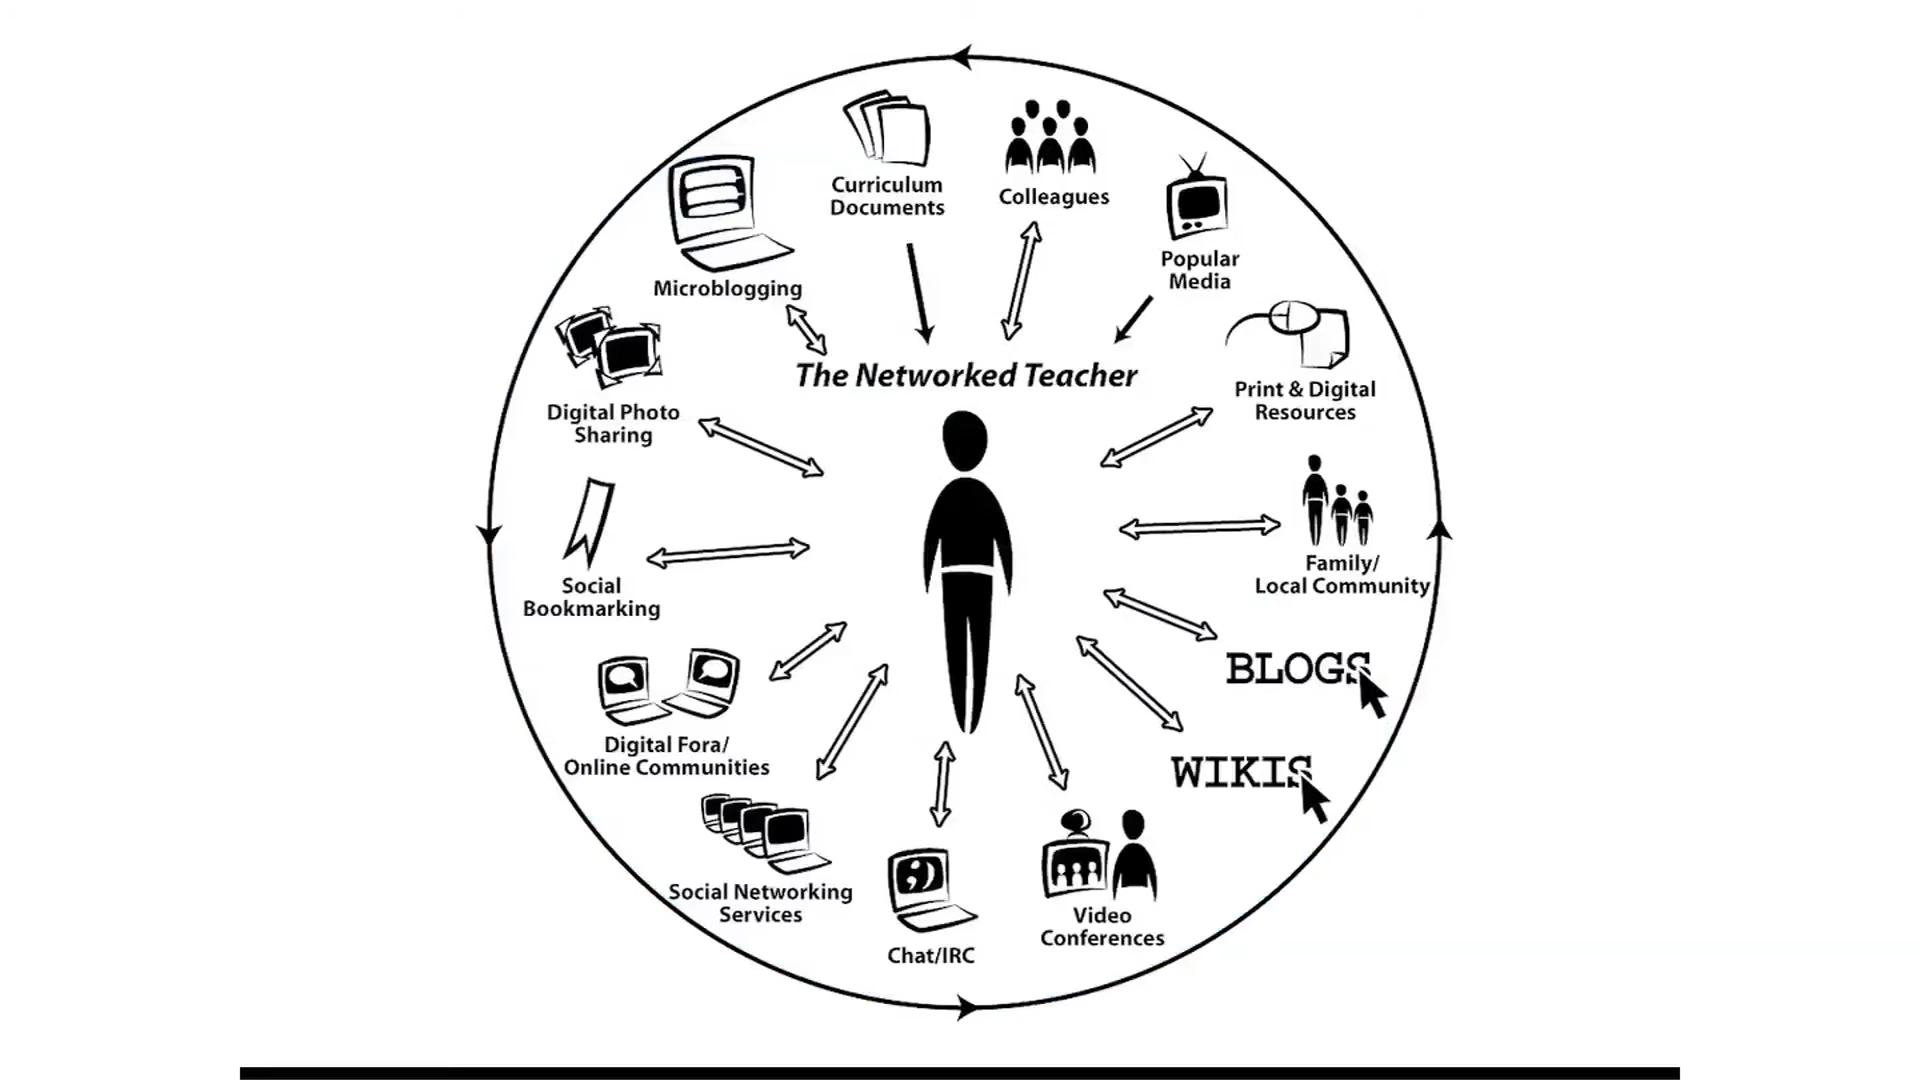 Curriculum
Documents
Colleagues
Popular
Media
Microblogging
The Networked Teacher
Print & Digital
Resources
Digital Photo
Sharing
Family/
Local Community
Social
Bookmarking
BLOGS
Digital Fora/
Online Communities
WIKIS
Social Networking
Services
Chat/IRC
;)
Video
Conferences